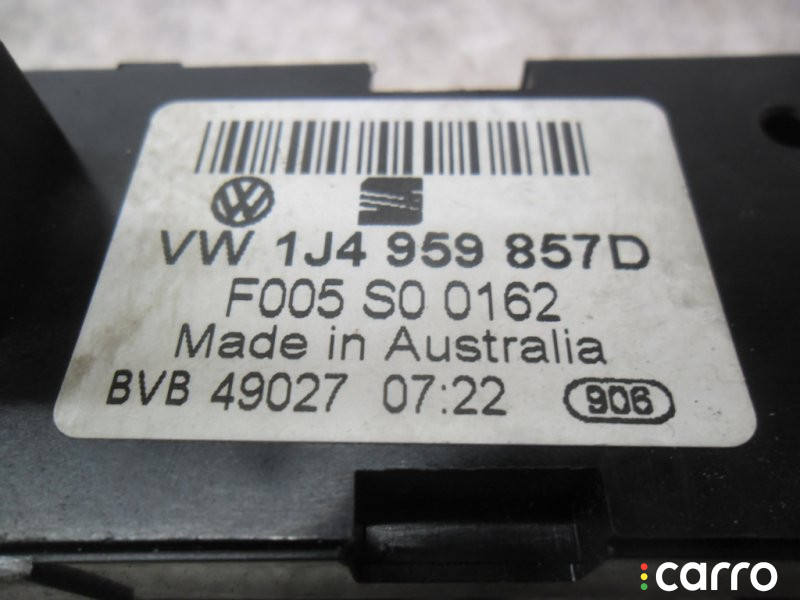 VW 1J4 959 857D
F005 S0 0162
Made in Australia
BVB 49027 07:22 906
carro